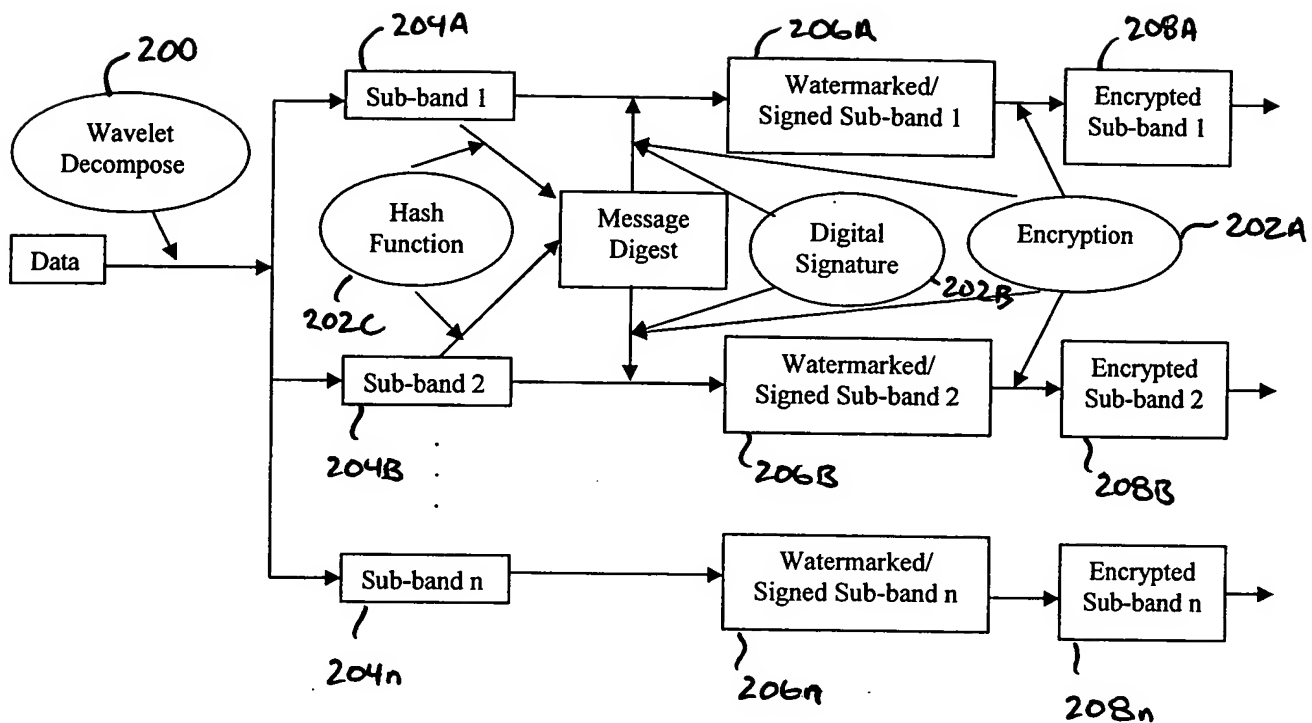 200
204A
206A
208A
Wavelet
Decompose
Sub-band 1
Watermarked/
Signed Sub-band 1
Encrypted
Sub-band 1
Hash
Function
Message
Digest
Digital
Signature
Encryption
202A
Data
202C
202B
Sub-band 2
Watermarked/
Signed Sub-band 2
Encrypted
Sub-band 2
204B
206B
208B
Sub-band n
Watermarked/
Signed Sub-band n
Encrypted
Sub-band n
204n
206n
208n